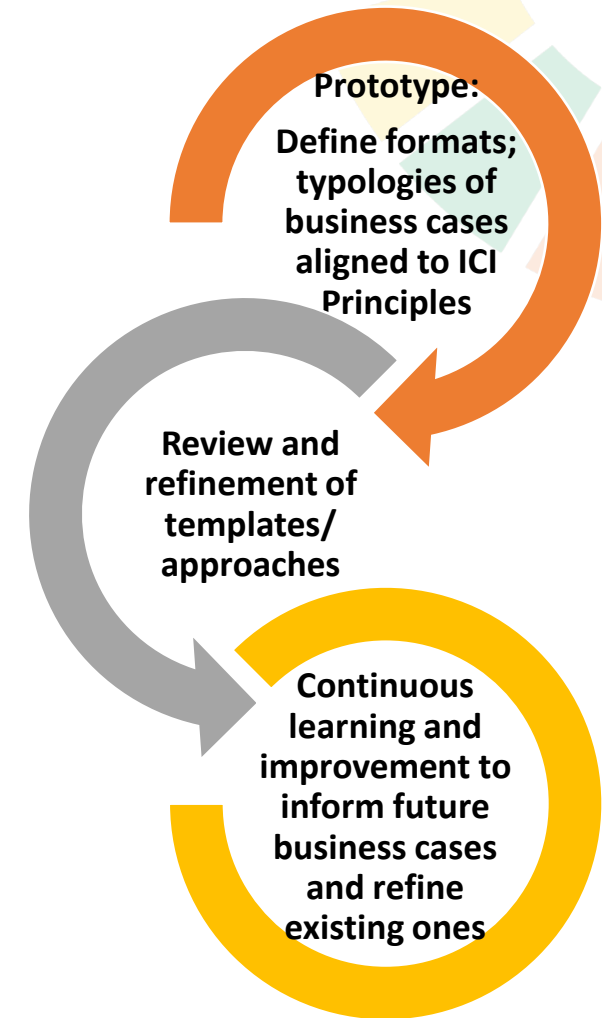 Prototype:
Define formats;
typologies of
business cases
aligned to ICI
Principles
Review and
refinement of
templates/
approaches
Continuous
learning and
improvement to
inform future
business cases
and refine
existing ones